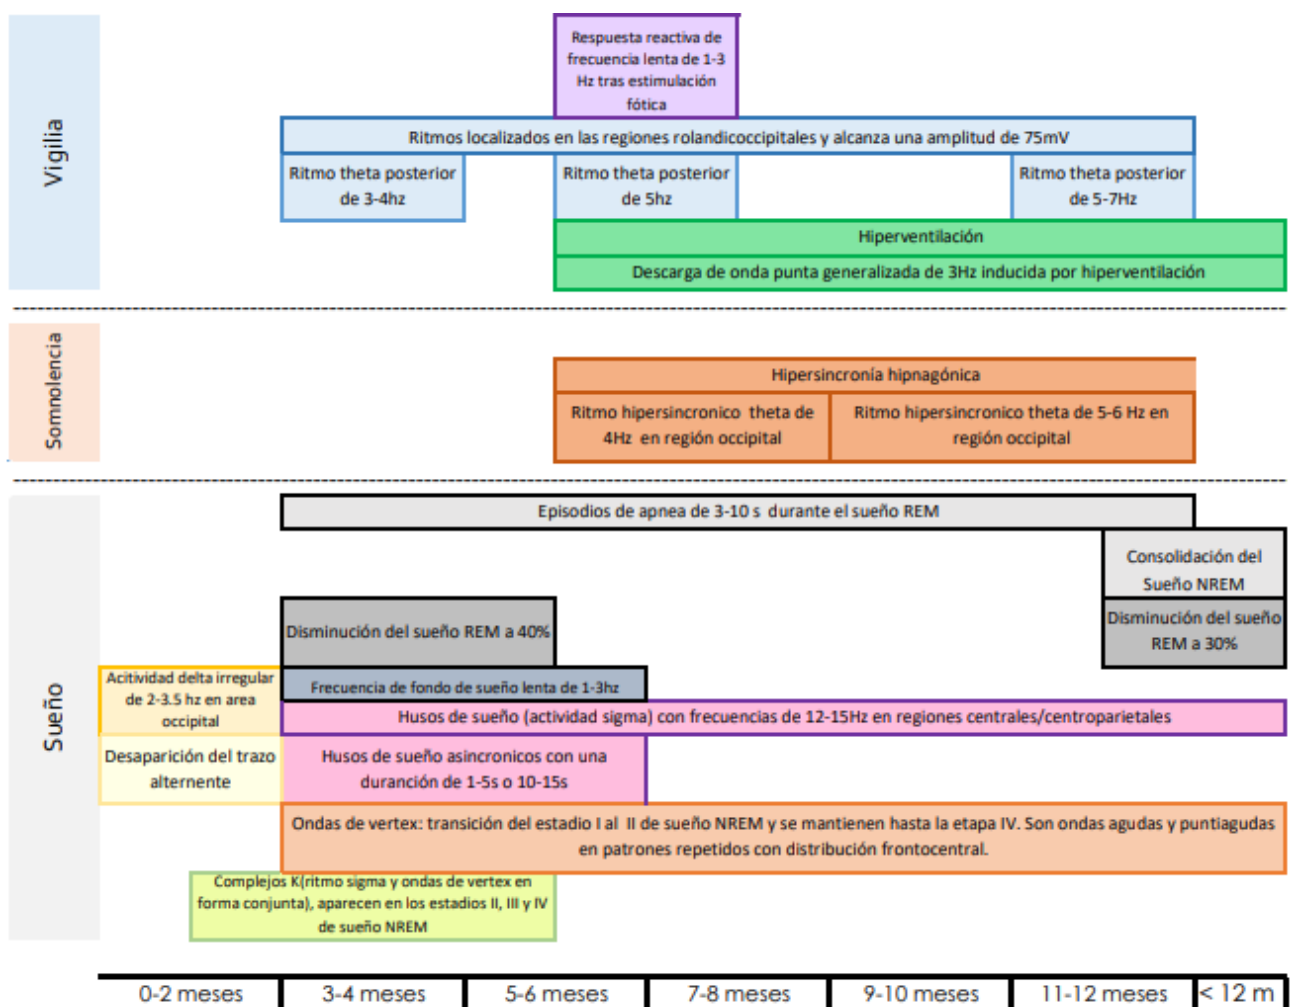 Vigilia
Respuesta reactiva de
frecuencia lenta de 1-3
Hz tras estimulación
fótica
Ritmos localizados en las regiones rolandicoccipitales y alcanza una amplitud de 75mV
Ritmo theta posterior
de 3-4hz
Ritmo theta posterior
de 5hz
Ritmo theta posterior
de 5-7Hz
Hiperventilación
Descarga de onda punta generalizada de 3Hz inducida por hiperventilación
Somnolencia
Hipersincronía hipnagónica
Ritmo hipersincronico theta de
4Hz en región occipital
Ritmo hipersincronico theta de 5-6 Hz en
región occipital
Sueño
Episodios de apnea de 3-10 s durante el sueño REM
Consolidación del
Sueño NREM
Disminución del sueño REM a 40%
Disminución del sueño
REM a 30%
Acitividad delta irregular
de 2-3.5 hz en area
occipital
Frecuencia de fondo de sueño lenta de 1-3hz
Husos de sueño (actividad sigma) con frecuencias de 12-15Hz en regiones centrales/centroparietales
Desaparición del trazo
alternente
Husos de sueño asincronicos con una
duranción de 1-5s o 10-15s
Ondas de vertex: transición del estadio I al II de sueño NREM y se mantienen hasta la etapa IV. Son ondas agudas y puntiagudas
en patrones repetidos con distribución frontocentral.
Complejos K(ritmo sigma y ondas de vertex en
forma conjunta), aparecen en los estadios II, III y IV
de sueño NREM
0-2 meses
3-4 meses
5-6 meses
7-8 meses
9-10 meses
11-12 meses
< 12 m